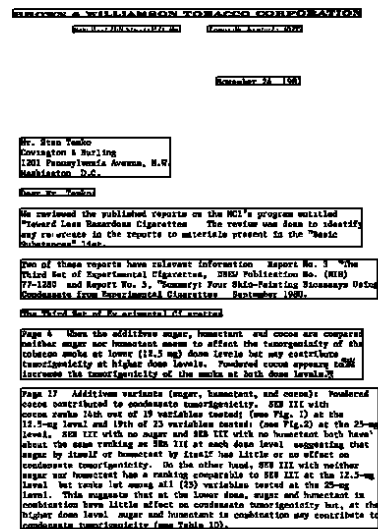 BROWN & WILLIAMSON TOBACCO CORPORATION
November 24 198
Mr. Stan Temko
Covington & Burling
1201 Pennsylvania Avenue, N.W.
Washington D.C.
Dear Mr. Temko
We reviewed the published reports on the NCI's program entitled
"Toward Less Hazardous Cigarettes The review was done to identify
any reference in the reports to materials present in the "Basic
Substances" list.
Two of these reports have relevant information Report No. 3 "The
Third Set of Experimental Cigarettes, DHEW Publication No. (NIH)
77-1280 and Report No. 5, "Summary: Four Skin-Painting Bioassays Using
Condensate from Experimental Cigarettes September 1980.
The Third Set of Experimental Cigarettes
Page 4 When the additives sugar, humectant and cocoa are compared
neither sugar nor humectant seems to affect the tumorgenicity of the
tobacco smoke at lower (12.5 mg) dose levels but may contribute
tumorigenicity at higher dose levels. Powdered cocoa appears to
increase the tumorigenicity of the smoke at both dose levels.
Page 17 Additives variants (sugar, humectant, and cocoa): Powdered
cocoa contributed to condensate tumorigenicity. SEB III with
cocoa ranks 14th out of 19 variables tested; (see Fig. 1) at the
12.5-mg level and 19th of 23 variables tested: (see Fig.2) at the 25-mg
level. SEB III with no sugar and SEB III with no humectant both have
about the same ranking as SEB III at each dose level suggesting that
sugar by itself or humectant by itself has little or no effect on
condensate tumorigenicity. On the other hand, SEB III with neither
sugar nor humectant has a ranking comparable to SEB III at the 12.5-mg
level but ranks lot among all (23) variables tested at the 25-mg
level. This suggests that at the lower dose, sugar and humectant in
combination have little affect on condensate tumorigenicity but, at the
higher dose level sugar and humectant in combination may contribute to
condensate tumorigenicity (see Table 10).